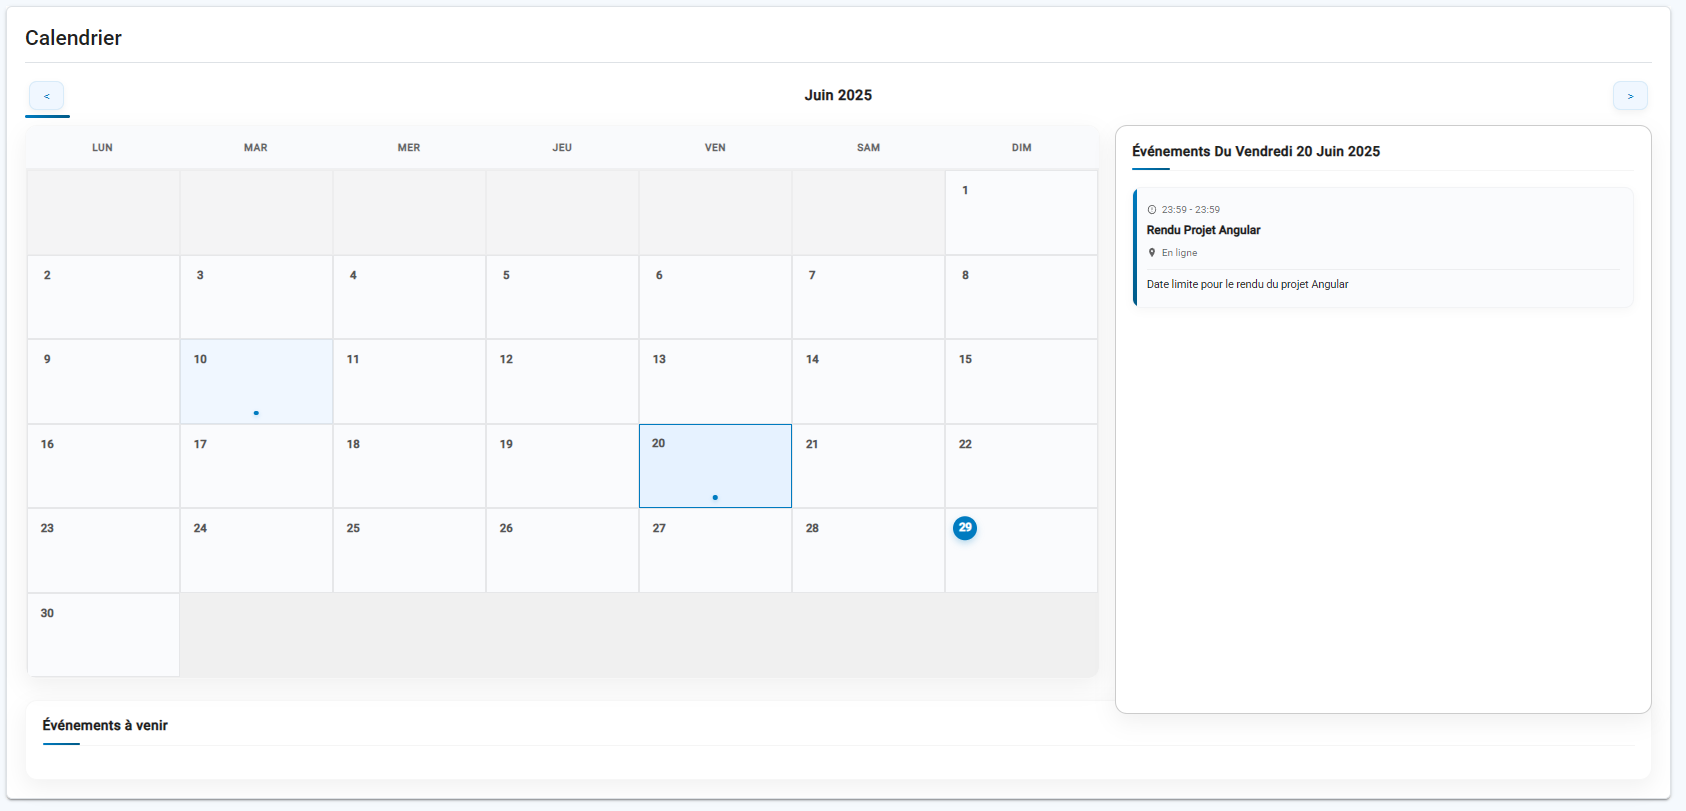 Calendrier
< Juin 2025 >
LUN MAR MER JEU VEN SAM DIM
1
2 3 4 5 6 7 8
9 10 11 12 13 14 15
16 17 18 19 20 21 22
23 24 25 26 27 28 29
30
Événements Du Vendredi 20 Juin 2025
23:59 - 23:59
Rendu Projet Angular
En ligne
Date limite pour le rendu du projet Angular
Événements à venir